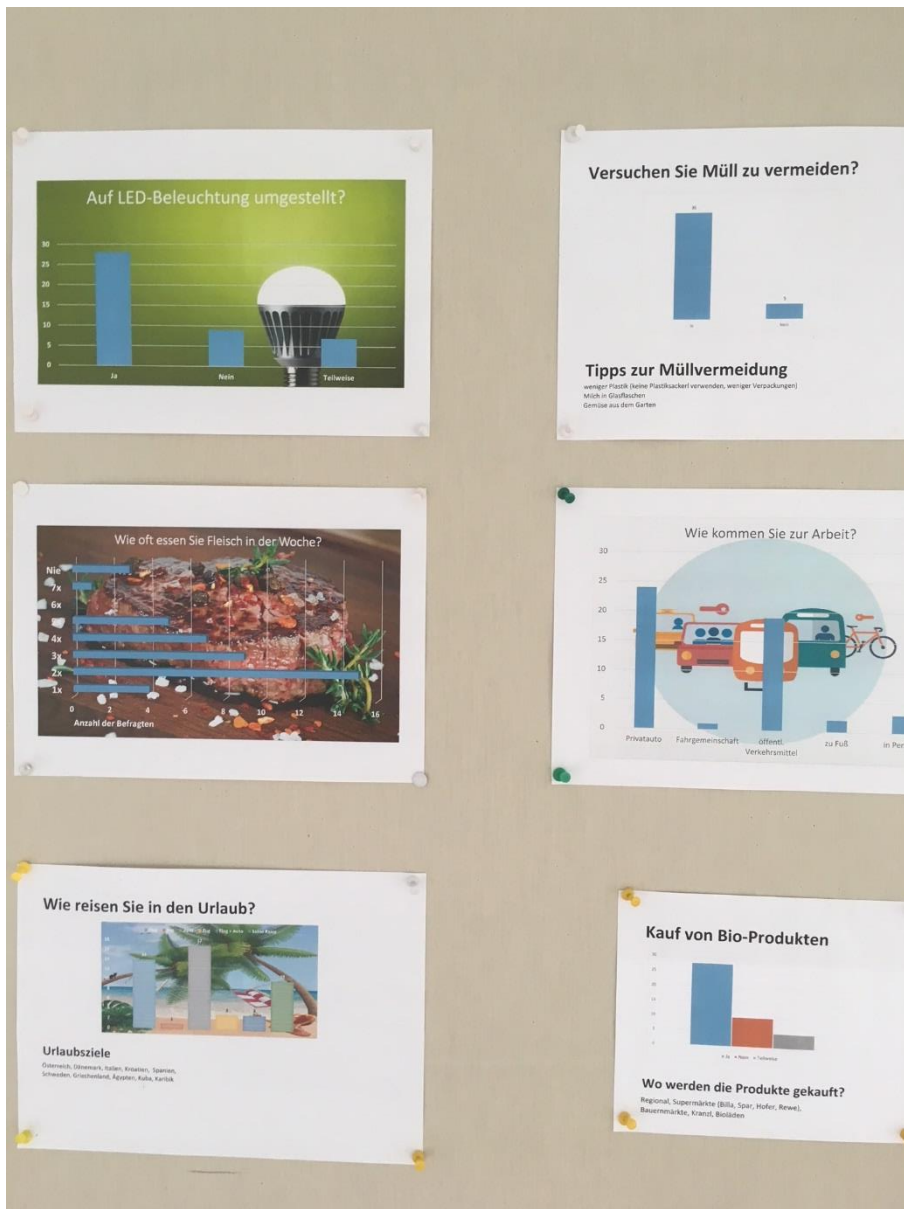 Auf LED-Beleuchtung umgestellt?
30
25
20
15
10
5
0
Ja
Nein
Teilweise
Versuchen Sie Müll zu vermeiden?
Tipps zur Müllvermeidung
weniger Plastik (keine Plastiksackerl verwenden, weniger Verpackungen)
Milch in Glasflaschen
Gemüse aus dem Garten
Wie oft essen Sie Fleisch in der Woche?
Nie
7x
6x
4x
3x
2x
1x
0 2 4 6 8 10 12 14 16
Anzahl der Befragten
Wie kommen Sie zur Arbeit?
30
25
20
15
10
5
0
Privatauto
Fahrgemeinschaft
öffentl.
Verkehrsmittel
zu Fuß
Wie reisen Sie in den Urlaub?
Urlaubsziele
Österreich, Dänemark, Italien, Kroatien, Spanien,
Schweden, Griechenland, Ägypten, Kuba, Karibik
Kauf von Bio-Produkten
Ja Nein Teilweise
Wo werden die Produkte gekauft?
Regional, Supermärkte (Billa, Spar, Hofer, Rewe),
Bauernmärkte, Kranzl, Bioläden